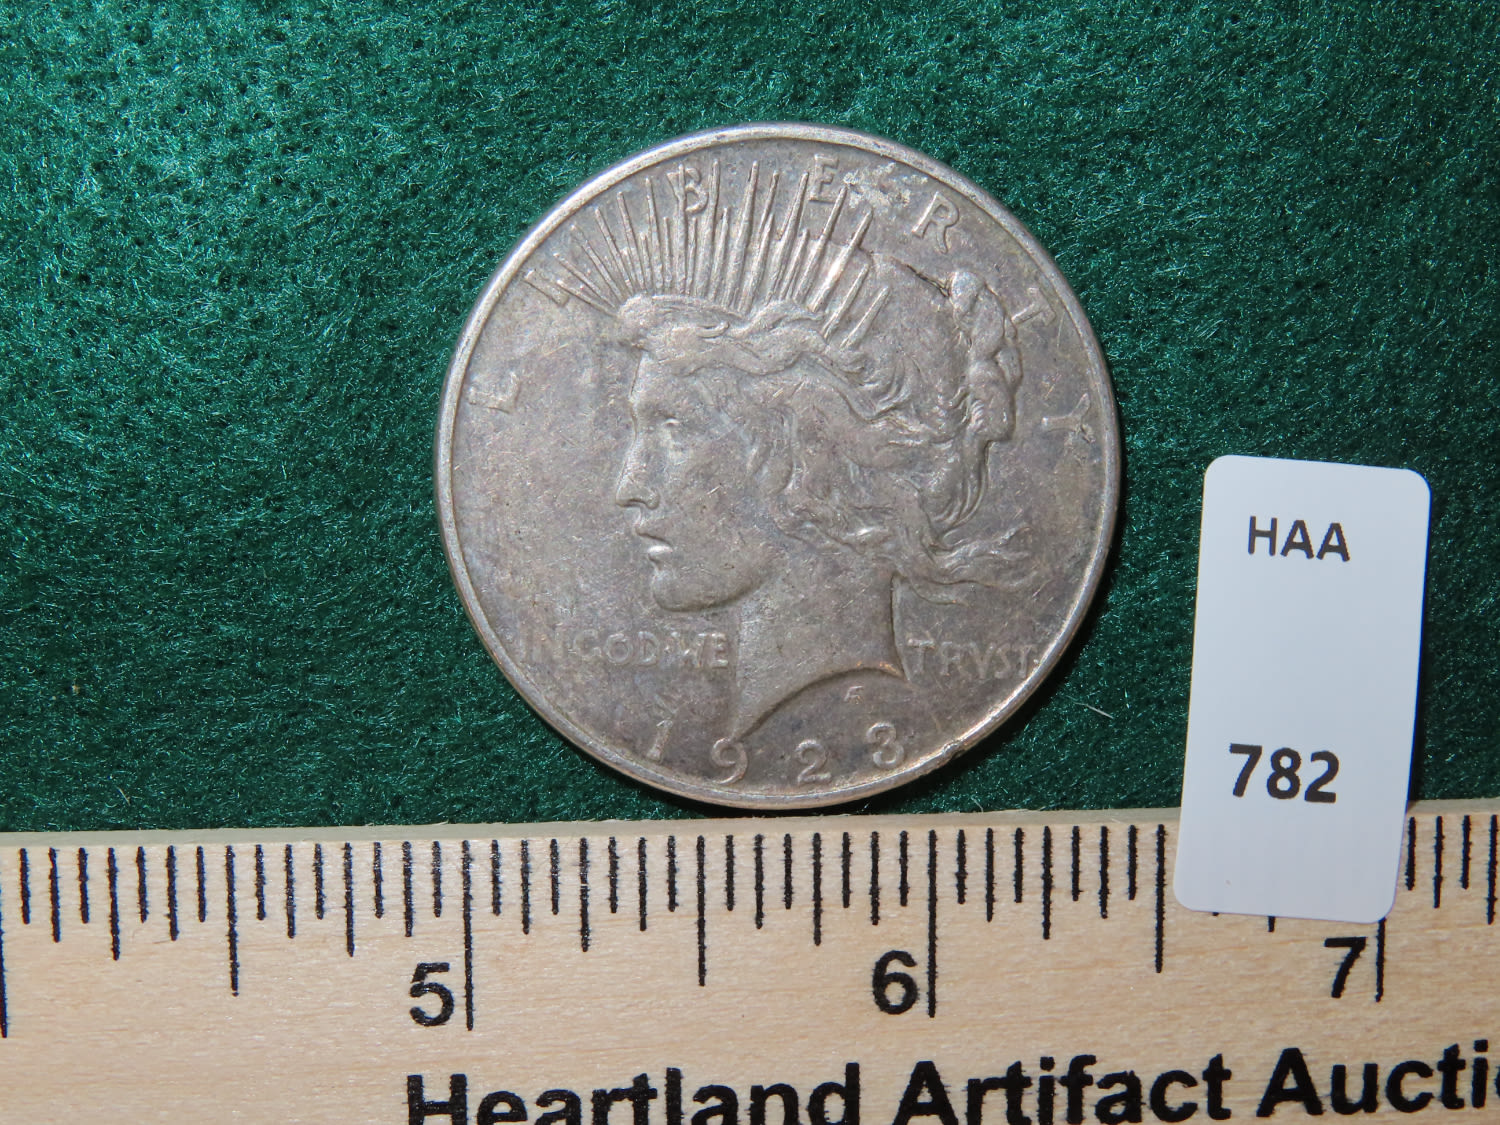 LIBERTY
IN GOD WE TRVST
1923
HAA
782
5 6 7
Heartland Artifact Aucti